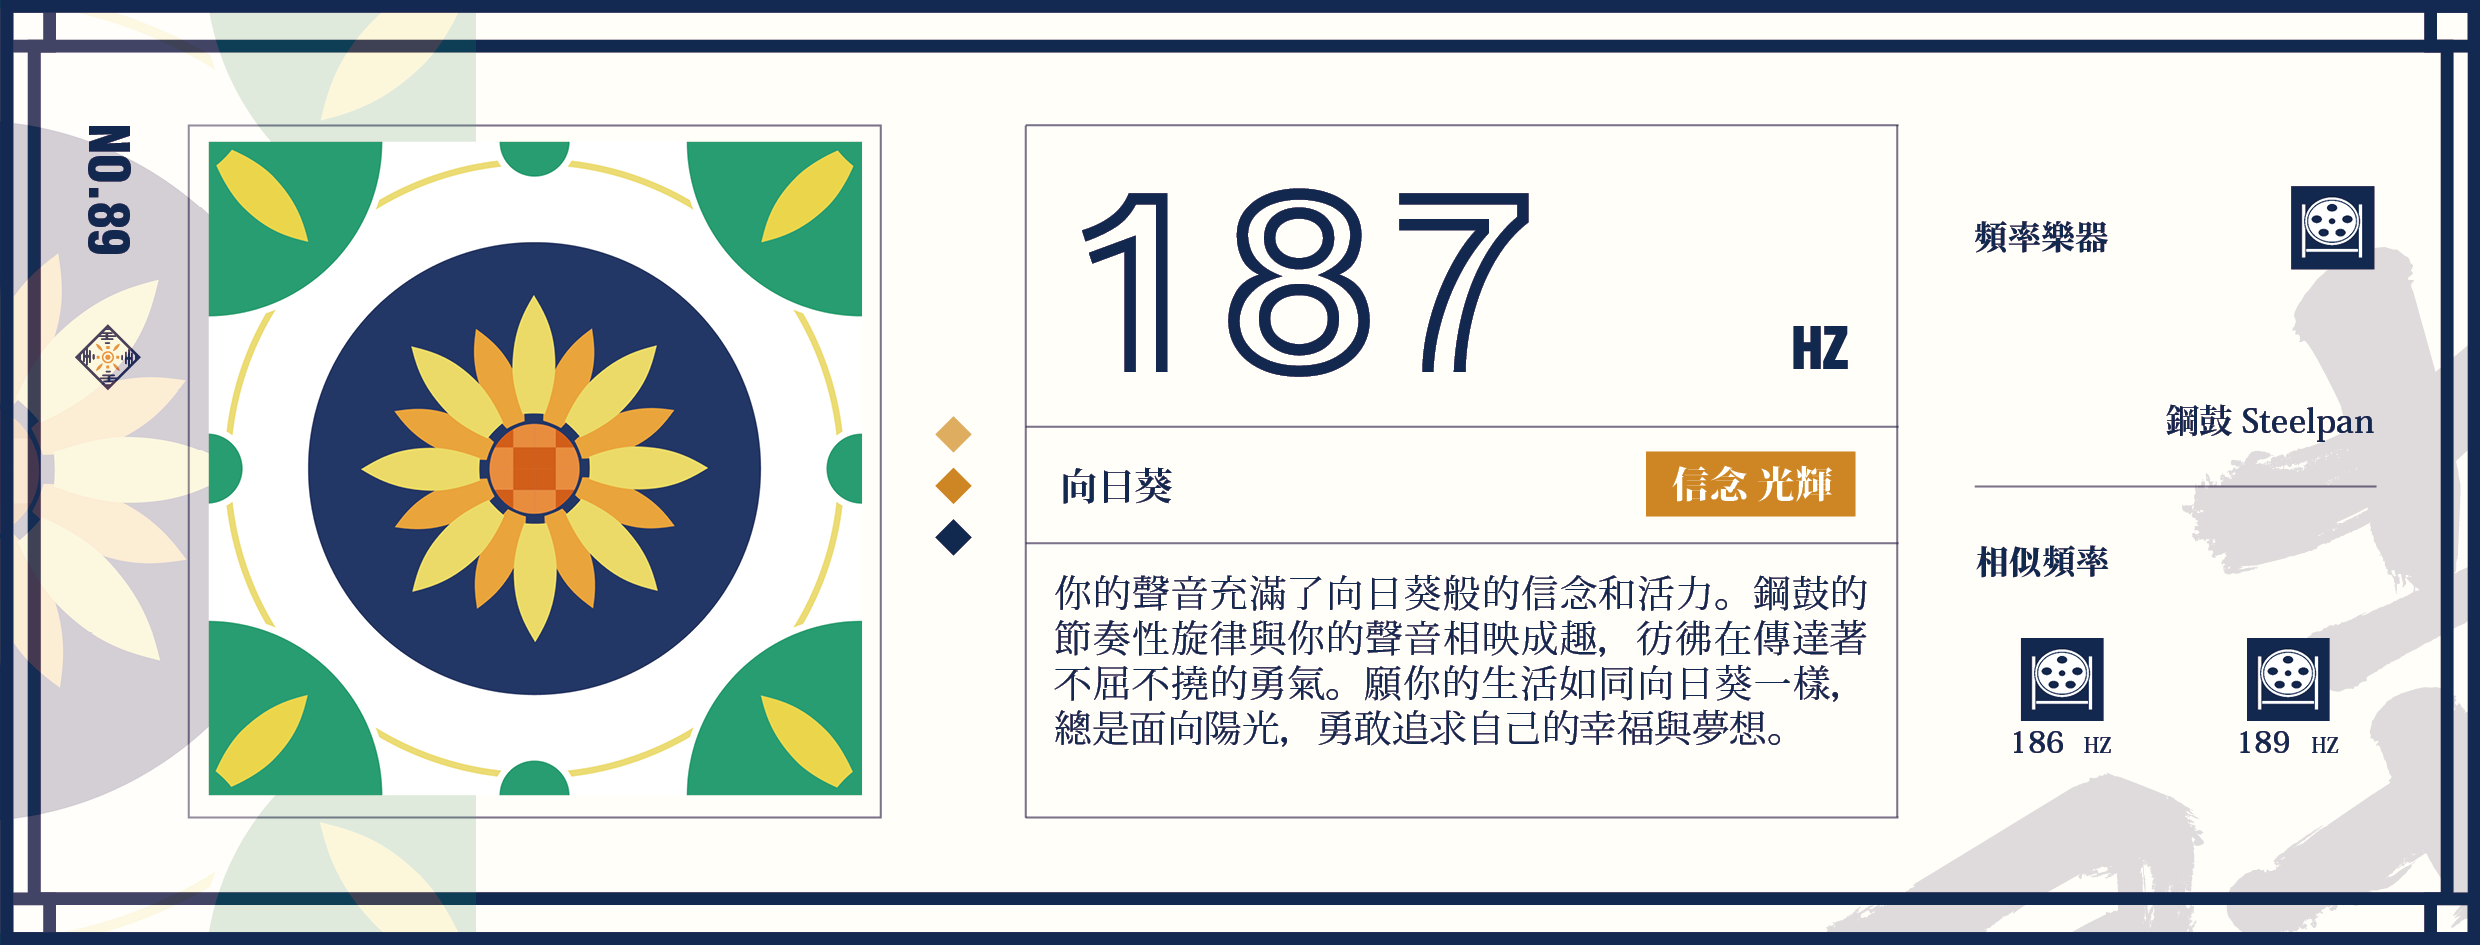 NO.89
187
HZ
向日葵
信念 光輝
你的聲音充滿了向日葵般的信念和活力。鋼鼓的
節奏性旋律與你的聲音相映成趣，彷彿在傳達著
不屈不撓的勇氣。願你的生活如同向日葵一樣，
總是面向陽光，勇敢追求自己的幸福與夢想。
頻率樂器
鋼鼓 Steelpan
相似頻率
186 HZ
189 HZ